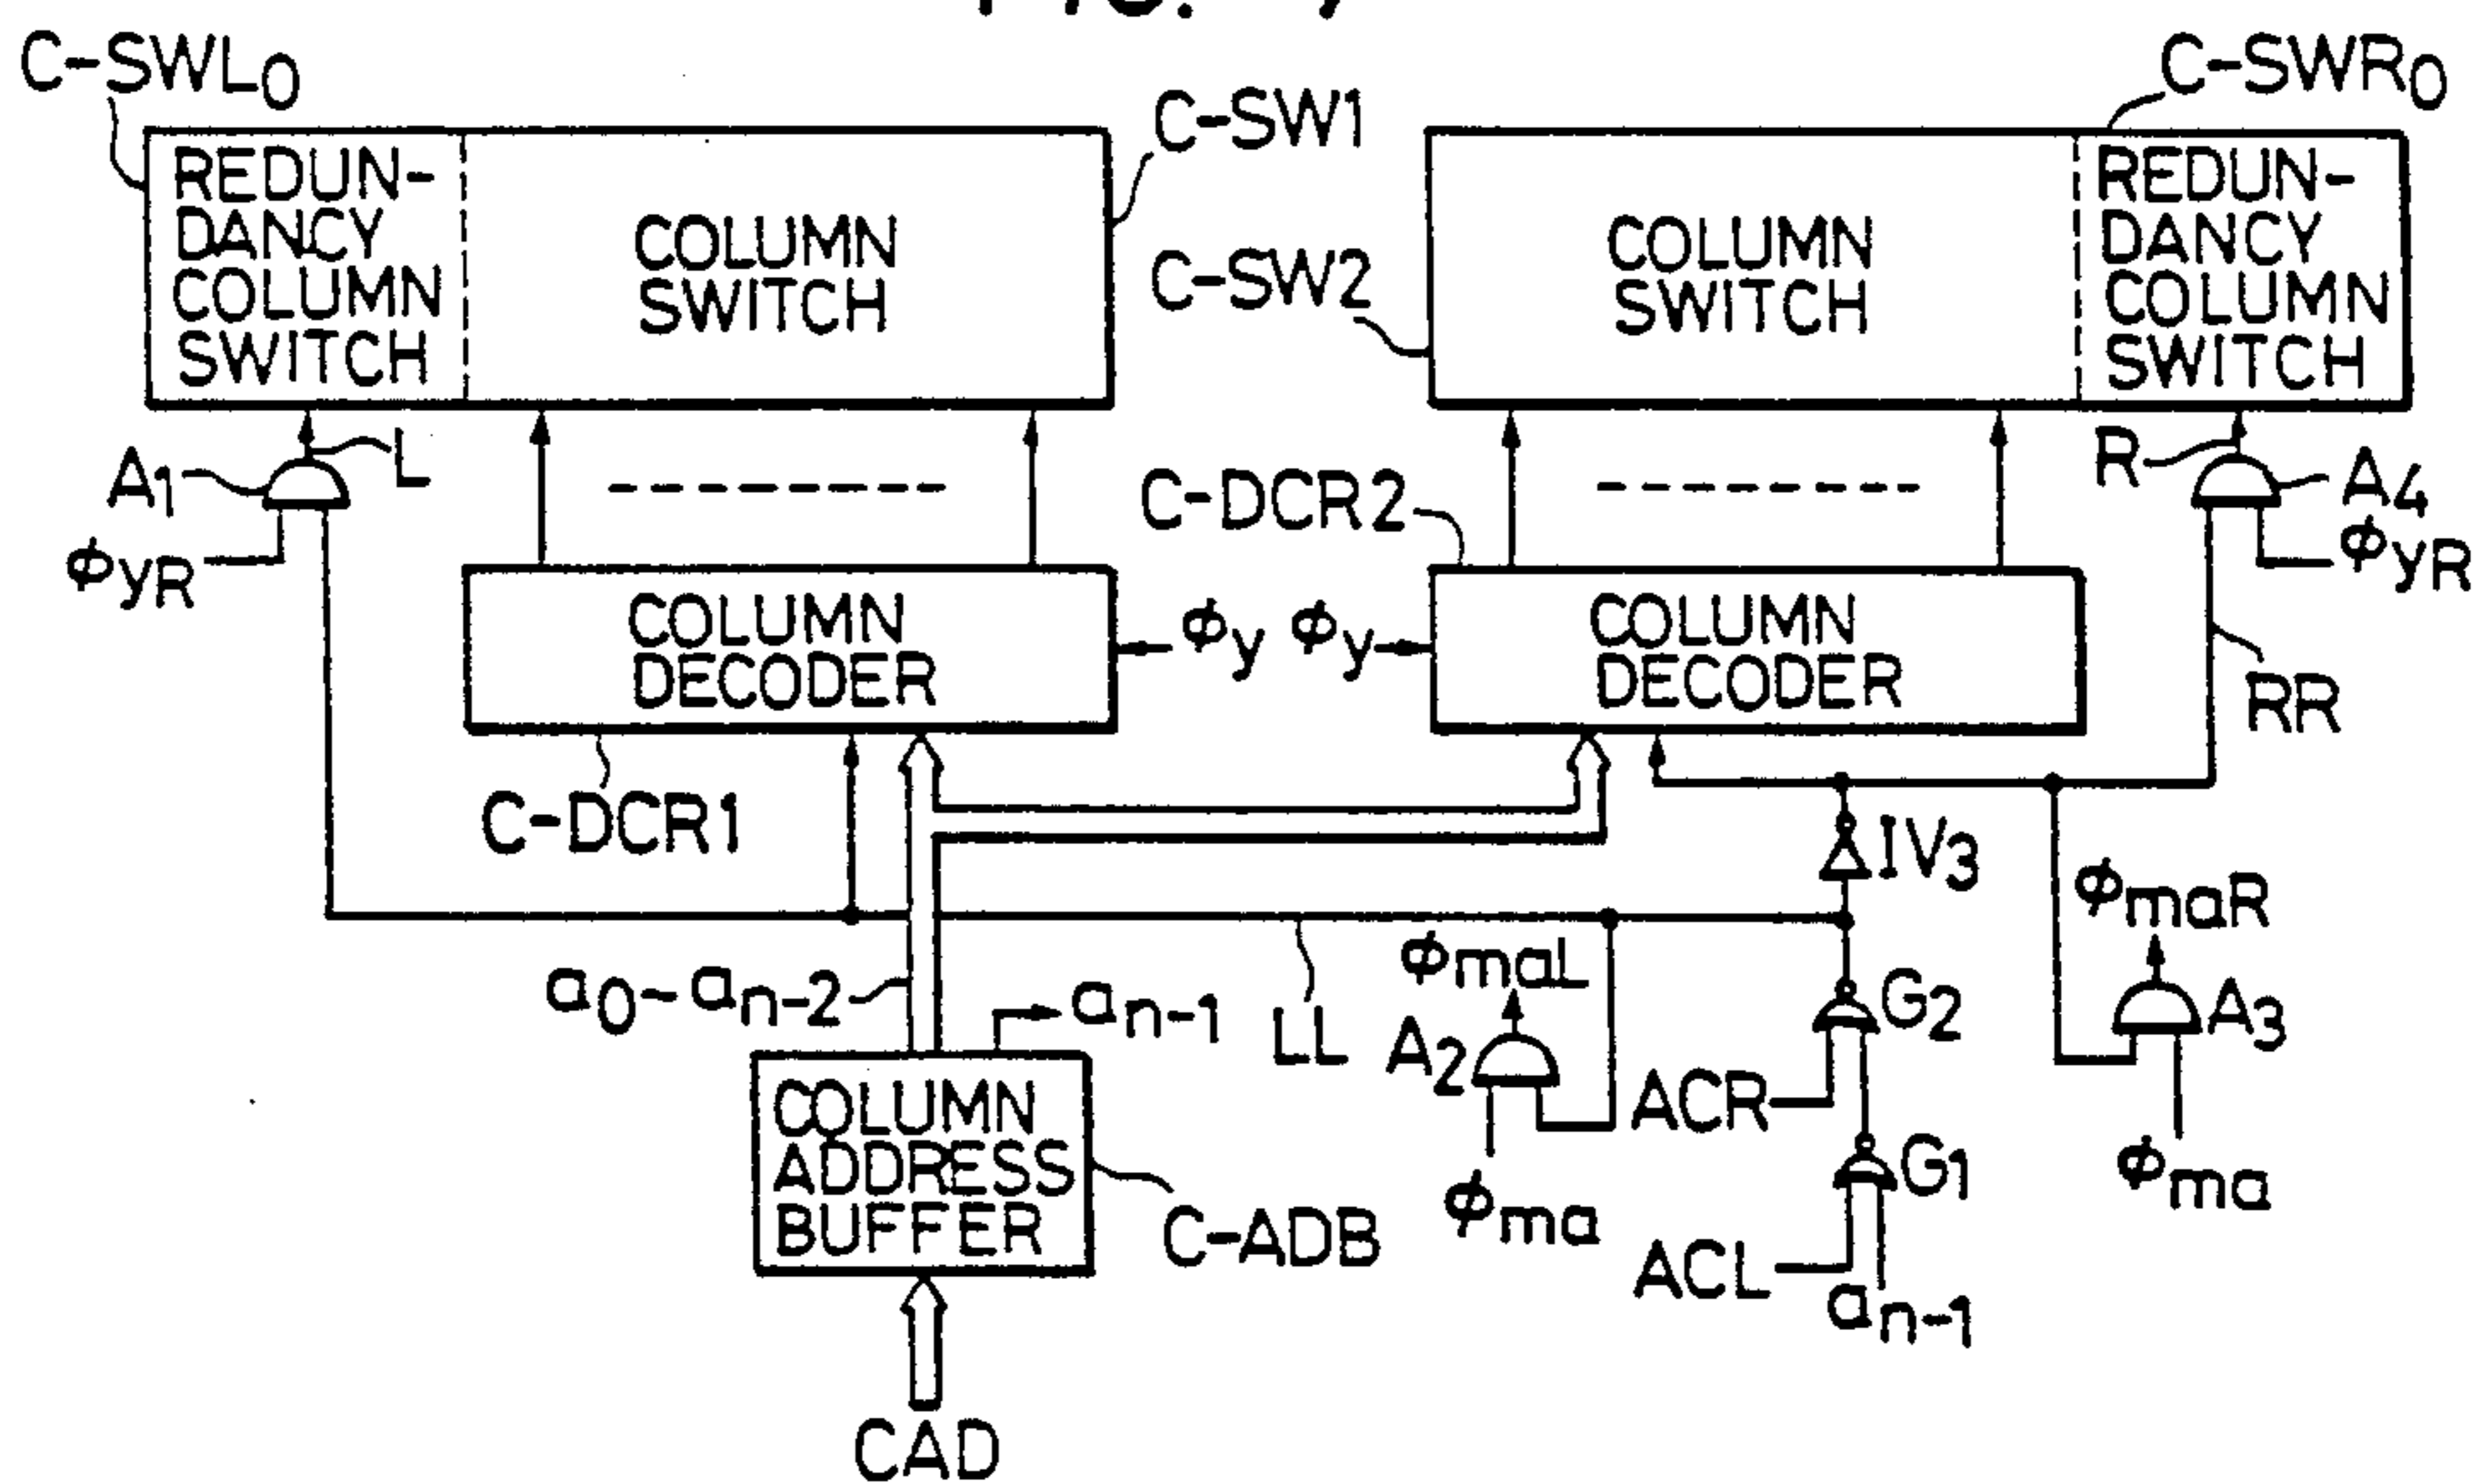 C-SWL0
C-SWR0
C-SW1
REDUN-
DANCY
COLUMN
SWITCH
COLUMN
SWITCH
C-SW2
COLUMN
SWITCH
REDUN-
DANCY
COLUMN
SWITCH
A1
L
R
A4
C-DCR2
ΦyR
ΦyR
COLUMN
DECODER
Φy
Φy
COLUMN
DECODER
RR
C-DCR1
IV3
ΦmaR
ΦmaL
a0~an-2
an-1
LL
A2
G2
A3
ACR
COLUMN
ADDRESS
BUFFER
G1
Φma
Φma
C-ADB
ACL
an-1
CAD